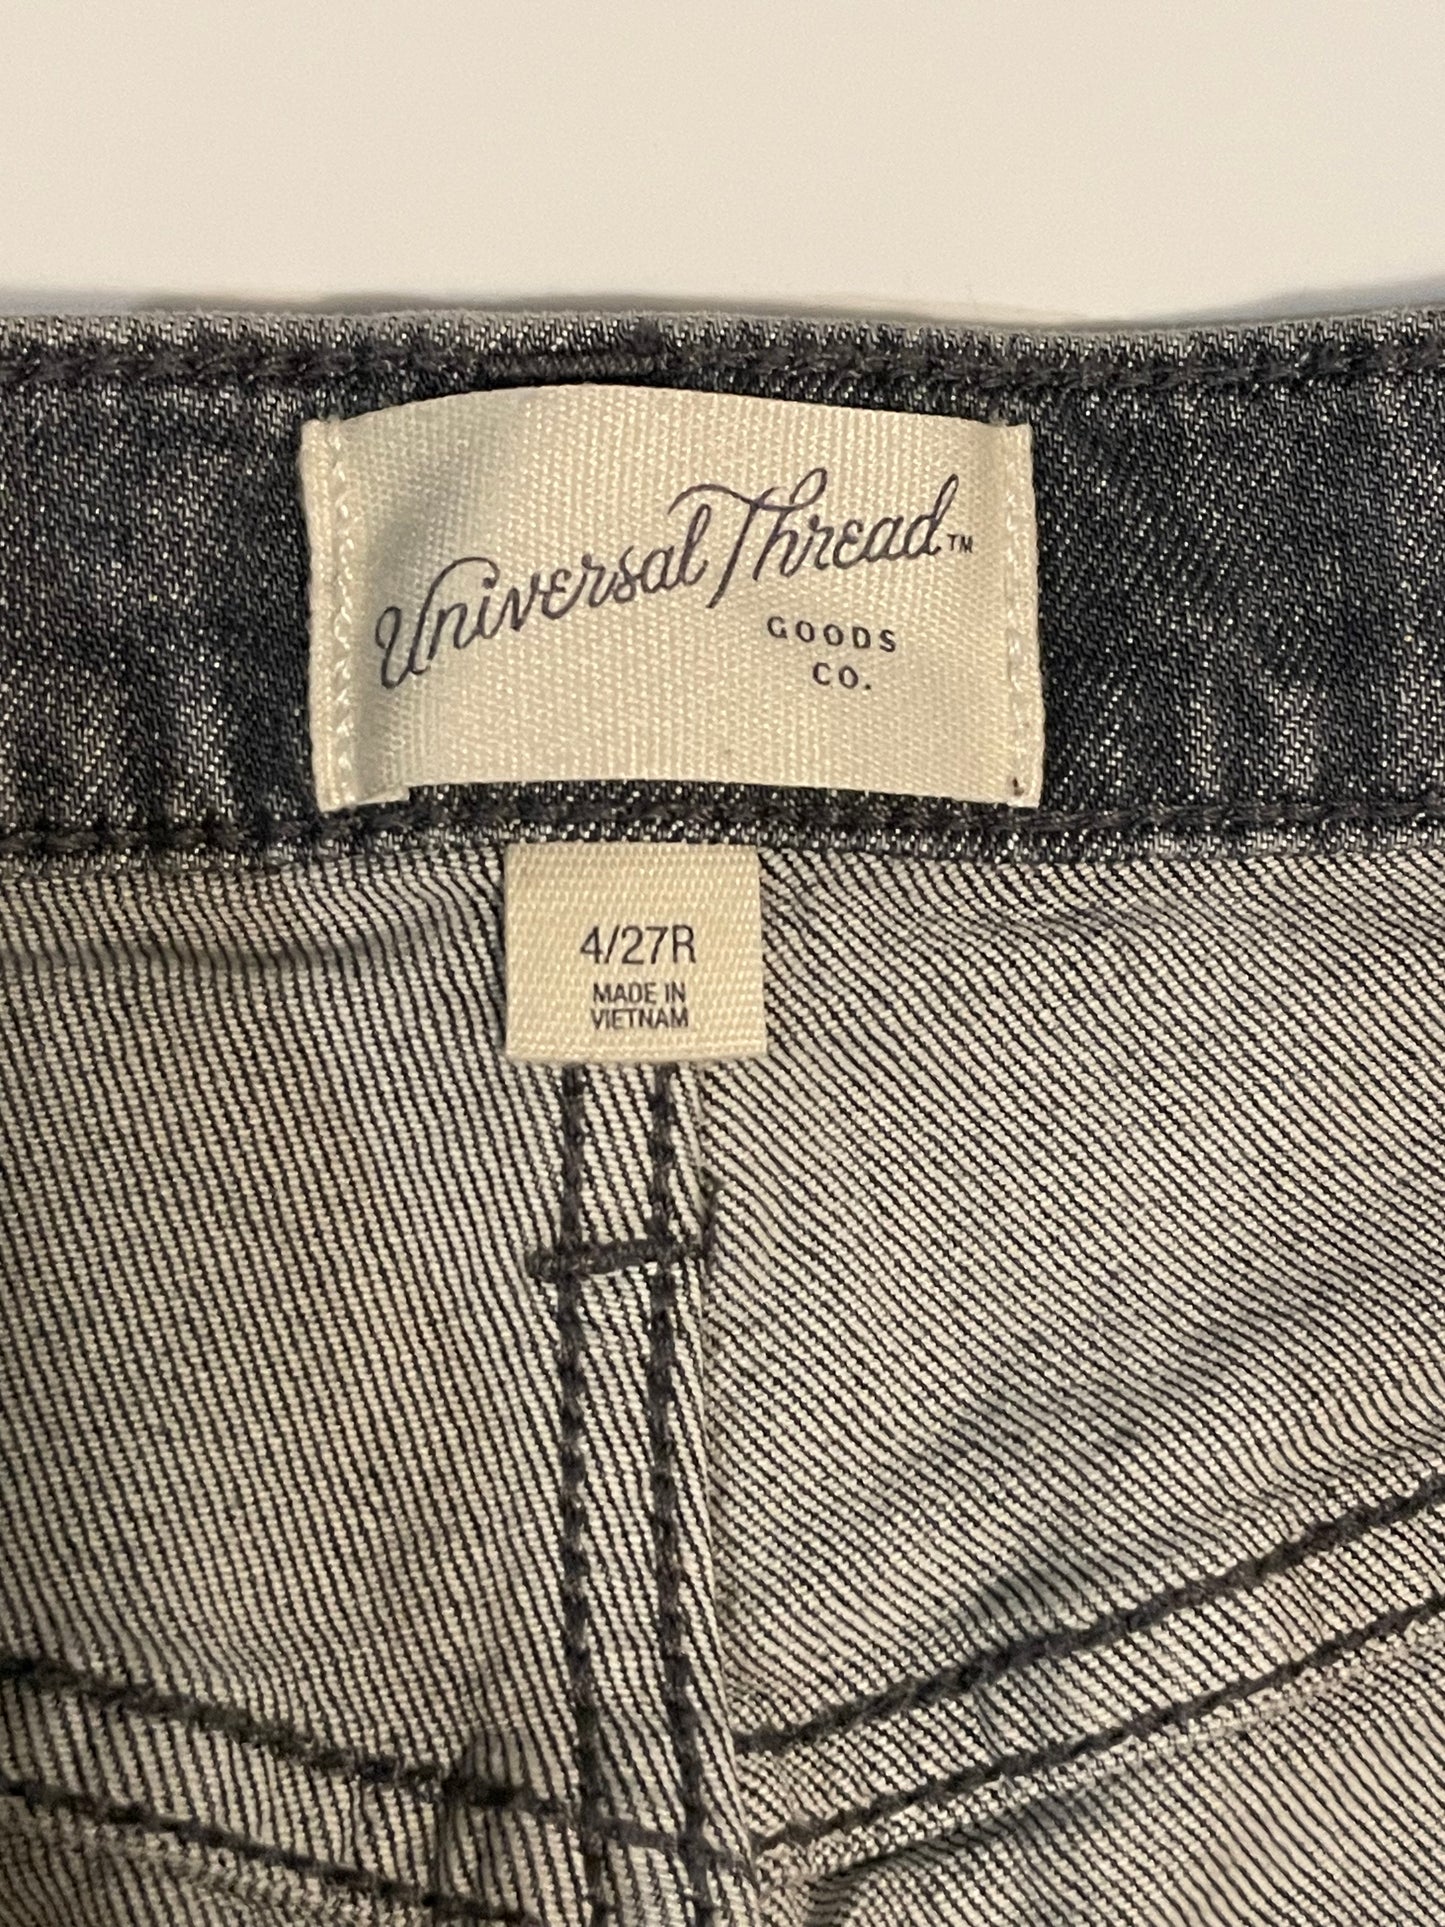 Universal Thread™
GOODS
CO.
4/27R
MADE IN
VIETNAM